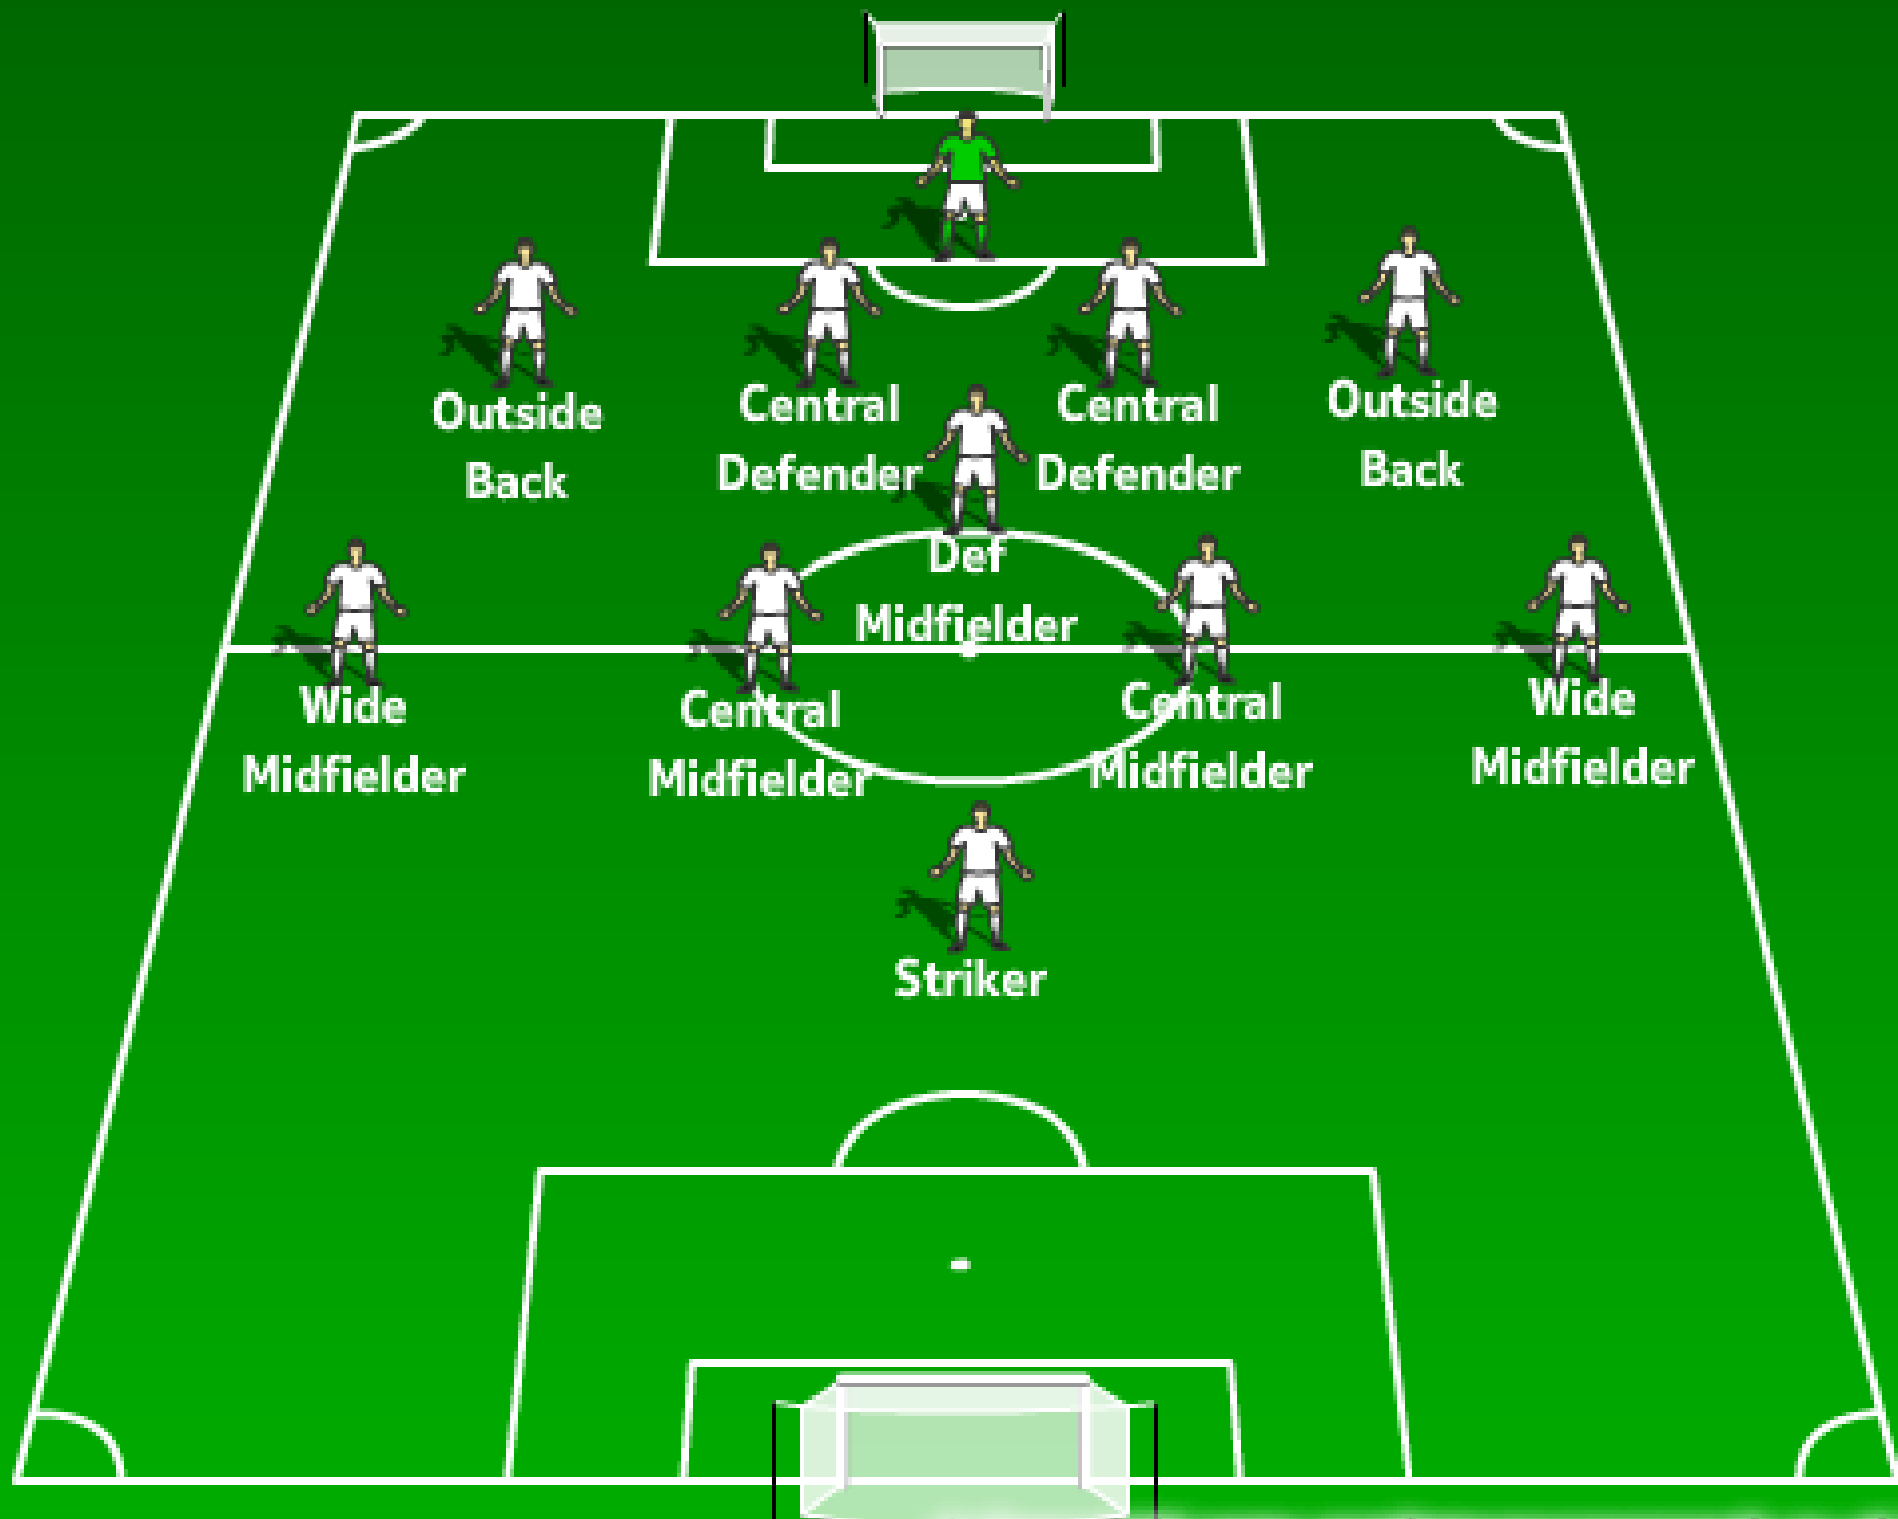 Outside
Back
Central
Defender
Central
Defender
Outside
Back
Def
Midfielder
Wide
Midfielder
Central
Midfielder
Central
Midfielder
Wide
Midfielder
Striker